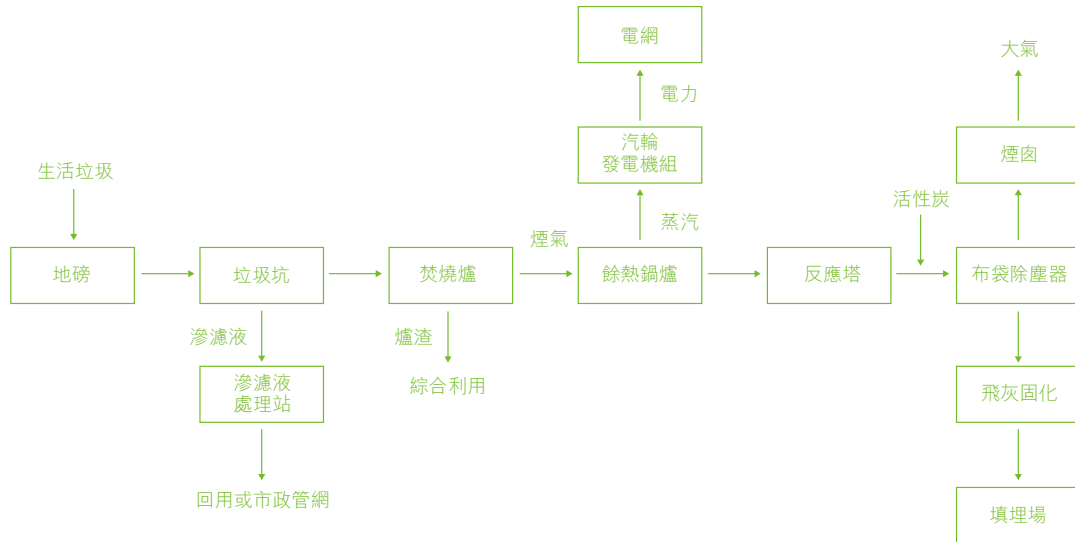 電網
大氣
電力
汽輪
發電機組
煙囪
生活垃圾
活性炭
蒸汽
煙氣
地磅
垃圾坑
焚燒爐
餘熱鍋爐
反應塔
布袋除塵器
滲濾液
爐渣
滲濾液
處理站
綜合利用
飛灰固化
回用或市政管網
填埋場